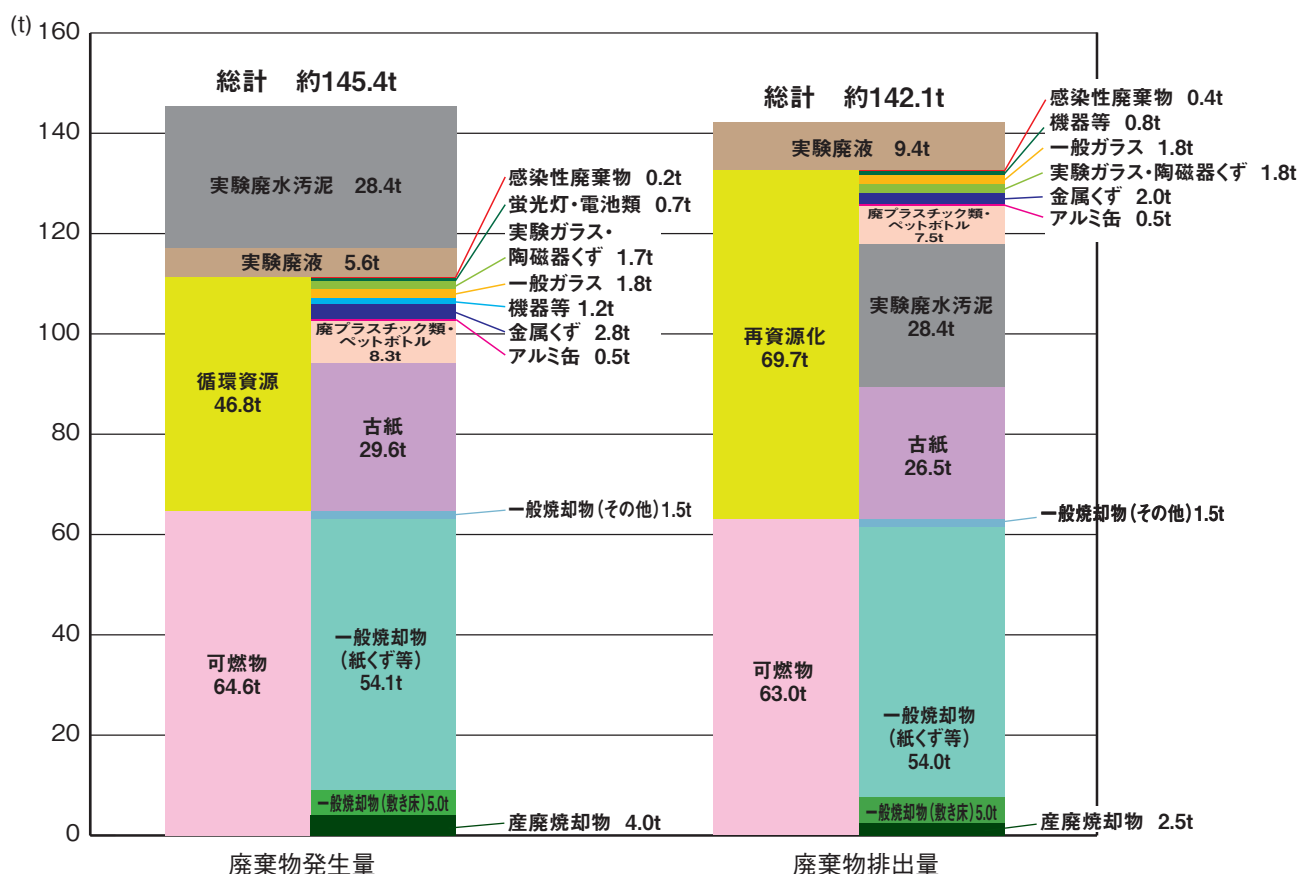 (t)
160
140
120
100
80
60
40
20
0
総計　約145.4t
実験廃水汚泥　28.4t
実験廃液　5.6t
循環資源
46.8t
可燃物
64.6t
感染性廃棄物　0.2t
蛍光灯・電池類　0.7t
実験ガラス・
陶磁器くず　1.7t
一般ガラス　1.8t
機器等　1.2t
金属くず　2.8t
アルミ缶　0.5t
廃プラスチック類・
ペットボトル
8.3t
古紙
29.6t
一般焼却物（その他）1.5t
一般焼却物
（紙くず等）
54.1t
一般焼却物（敷き床）5.0t
産廃焼却物　4.0t
廃棄物発生量
総計　約142.1t
実験廃液　9.4t
再資源化
69.7t
可燃物
63.0t
感染性廃棄物　0.4t
機器等　0.8t
一般ガラス　1.8t
実験ガラス・陶磁器くず　1.8t
金属くず　2.0t
アルミ缶　0.5t
廃プラスチック類・
ペットボトル
7.5t
実験廃水汚泥
28.4t
古紙
26.5t
一般焼却物（その他）1.5t
一般焼却物
（紙くず等）
54.0t
一般焼却物（敷き床）5.0t
産廃焼却物　2.5t
廃棄物排出量